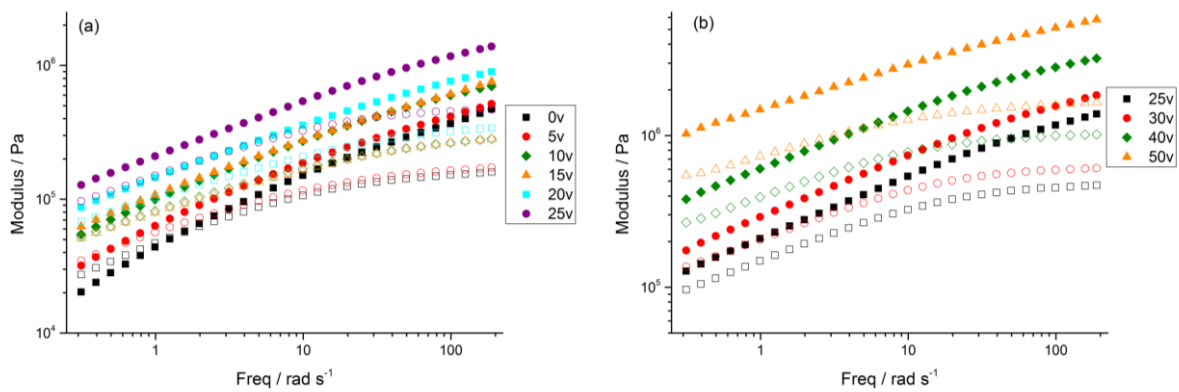 (a)
10⁶
10⁵
10⁴
Modulus / Pa
1
10
100
Freq / rad s⁻¹
0v
5v
10v
15v
20v
25v
(b)
10⁶
10⁵
Modulus / Pa
1
10
100
Freq / rad s⁻¹
25v
30v
40v
50v